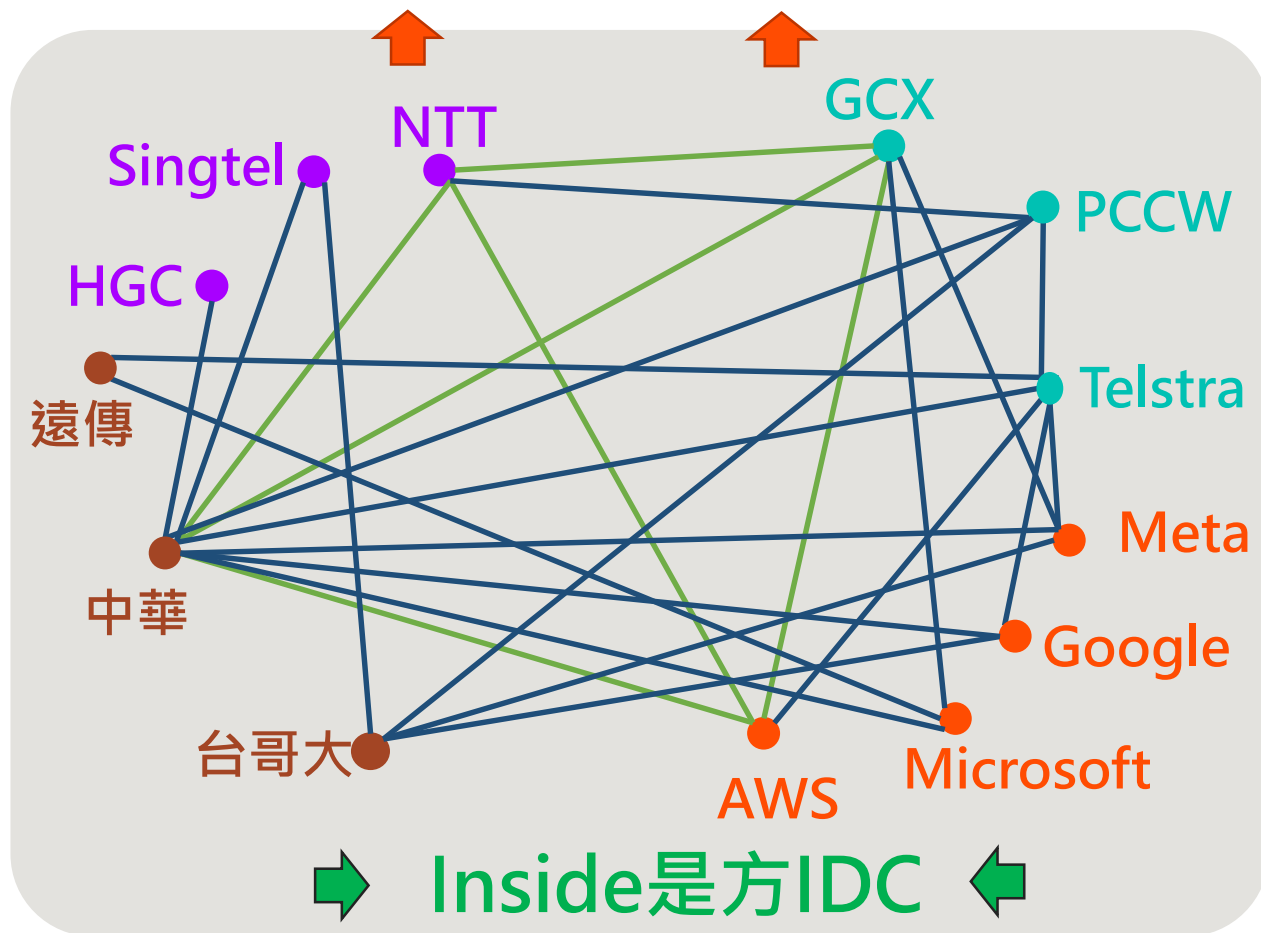 GCX
NTT
Singtel
PCCW
HGC
Telstra
遠傳
Meta
中華
Google
台哥大
Microsoft
AWS
Inside是方IDC